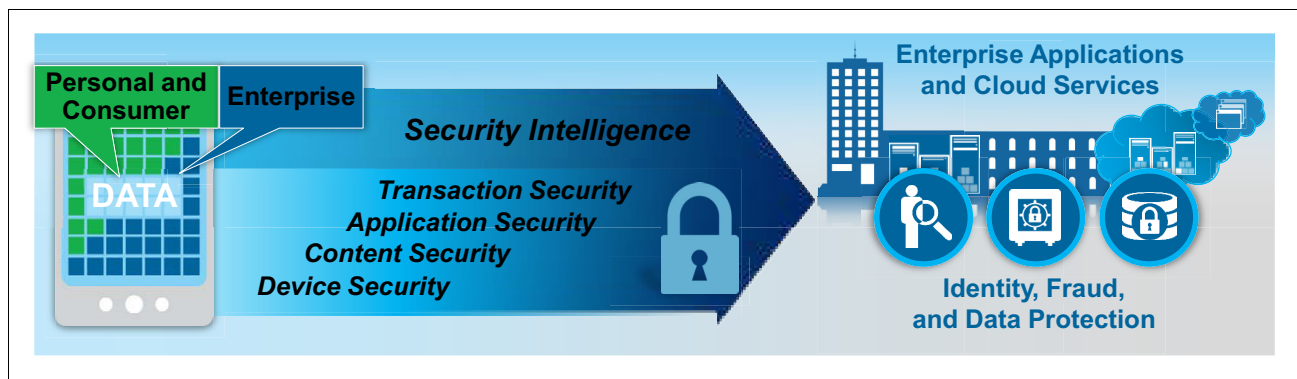 Personal and
Consumer
Enterprise
DATA
Security Intelligence
Transaction Security
Application Security
Content Security
Device Security
Enterprise Applications
and Cloud Services
Identity, Fraud,
and Data Protection